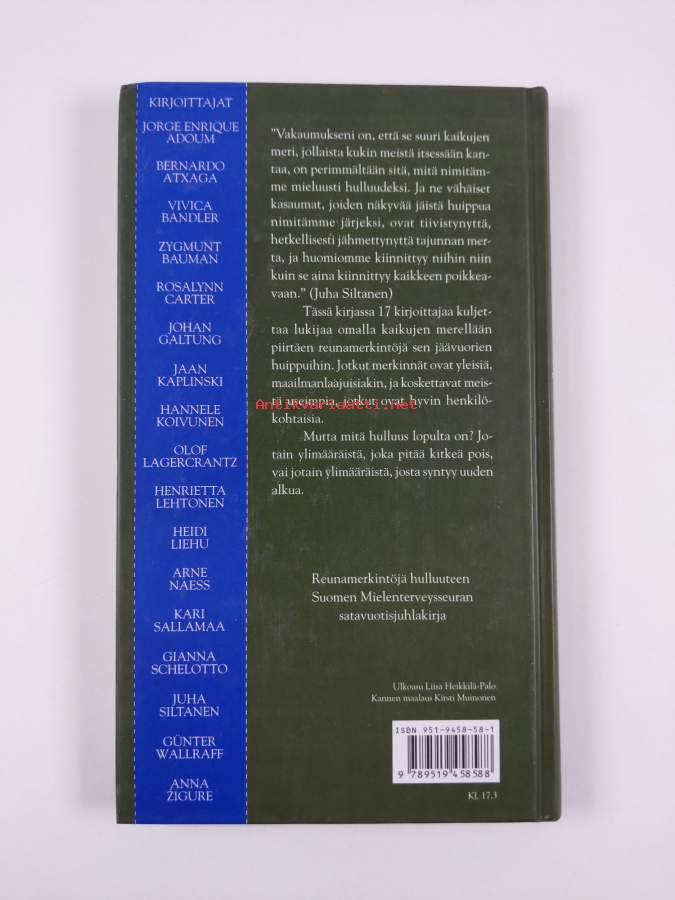 KIRJOITTAJAT
JORGE ENRIQUE
ADOUM
BERNARDO
ATXAGA
VIVICA
BANDLER
ZYGMUNT
BAUMAN
ROSALYNN
CARTER
JOHAN
GALTUNG
JAAN
KAPLINSKI
HANNELE
KOIVUNEN
OLOF
LAGERCRANTZ
HENRIETTA
LEHTONEN
HEIDI
LIEHU
ARNE
NAESS
KARI
SALLAMAA
GIANNA
SCHELOTTO
JUHA
SILTANEN
GÜNTER
WALLRAFF
ANNA
ŽIGURE
"Vakaumukseni on, että se suuri kaikujen
meri, jollaista kukin meistä itsessään kan-
taa, on perimmältään sitä, mitä nimitäm-
me mieluusti hulluudeksi. Ja ne vähäiset
kasaumat, joiden näkyvää jäistä huippua
nimitämme järjeksi, ovat tiivistynyttä,
hetkellisesti jähmettynyttä tajunnan mer-
ta, ja huomiomme kiinnittyy niihin niin
kuin se aina kiinnittyy kaikkeen poikkea-
vaan." (Juha Siltanen)
Tässä kirjassa 17 kirjoittajaa kuljet-
taa lukijaa omalla kaikujen merellään
piirtäen reunamerkintöjä sen jäävuorien
huippuihin. Jotkut merkinnät ovat yleisiä,
maailmanlaajuisiakin, ja koskettavat meis-
tä useimpia, jotkut ovat hyvin henkilö-
Antikvariaatti.net
kohtaisia.
Mutta mitä hulluus lopulta on? Jo-
tain ylimääräistä, joka pitää kitkeä pois,
vai jotain ylimääräistä, josta syntyy uuden
alkua.
Reunamerkintöjä hulluuteen
Suomen Mielenterveysseuran
satavuotisjuhlakirja
Ulkoasu Liisa Heikkilä-Palo
Kannen maalaus Kirsti Muinonen
ISBN 951-9458-58-1
9 789519 458588
KL 17.3